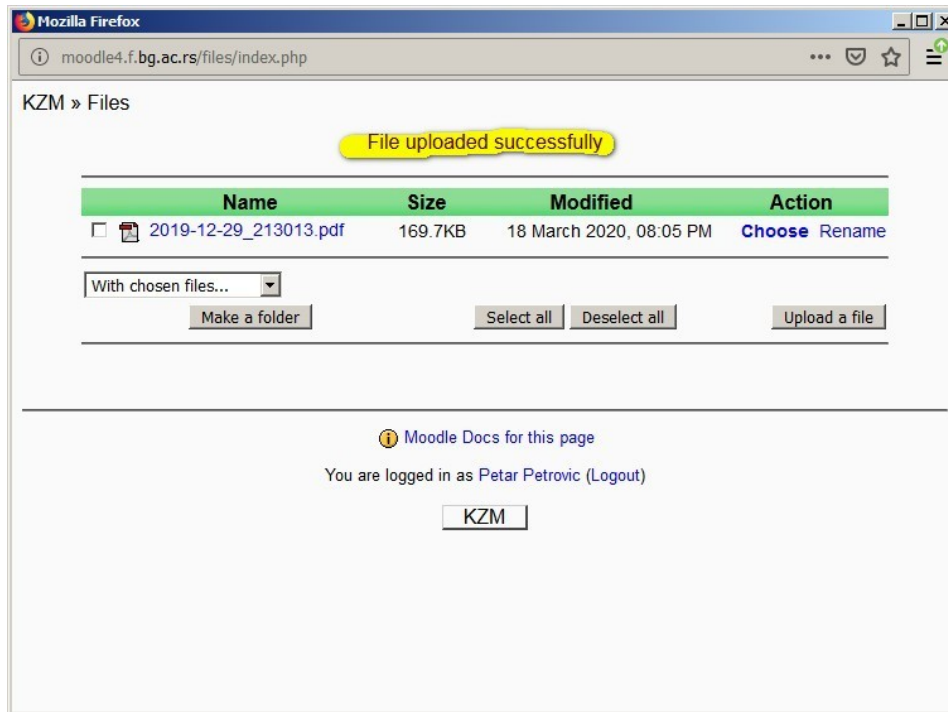 Mozilla Firefox
moodle4.f.bg.ac.rs/files/index.php
KZM » Files
File uploaded successfully
Name Size Modified Action
2019-12-29_213013.pdf 169.7KB 18 March 2020, 08:05 PM Choose Rename
With chosen files...
Make a folder Select all Deselect all Upload a file
Moodle Docs for this page
You are logged in as Petar Petrovic (Logout)
KZM